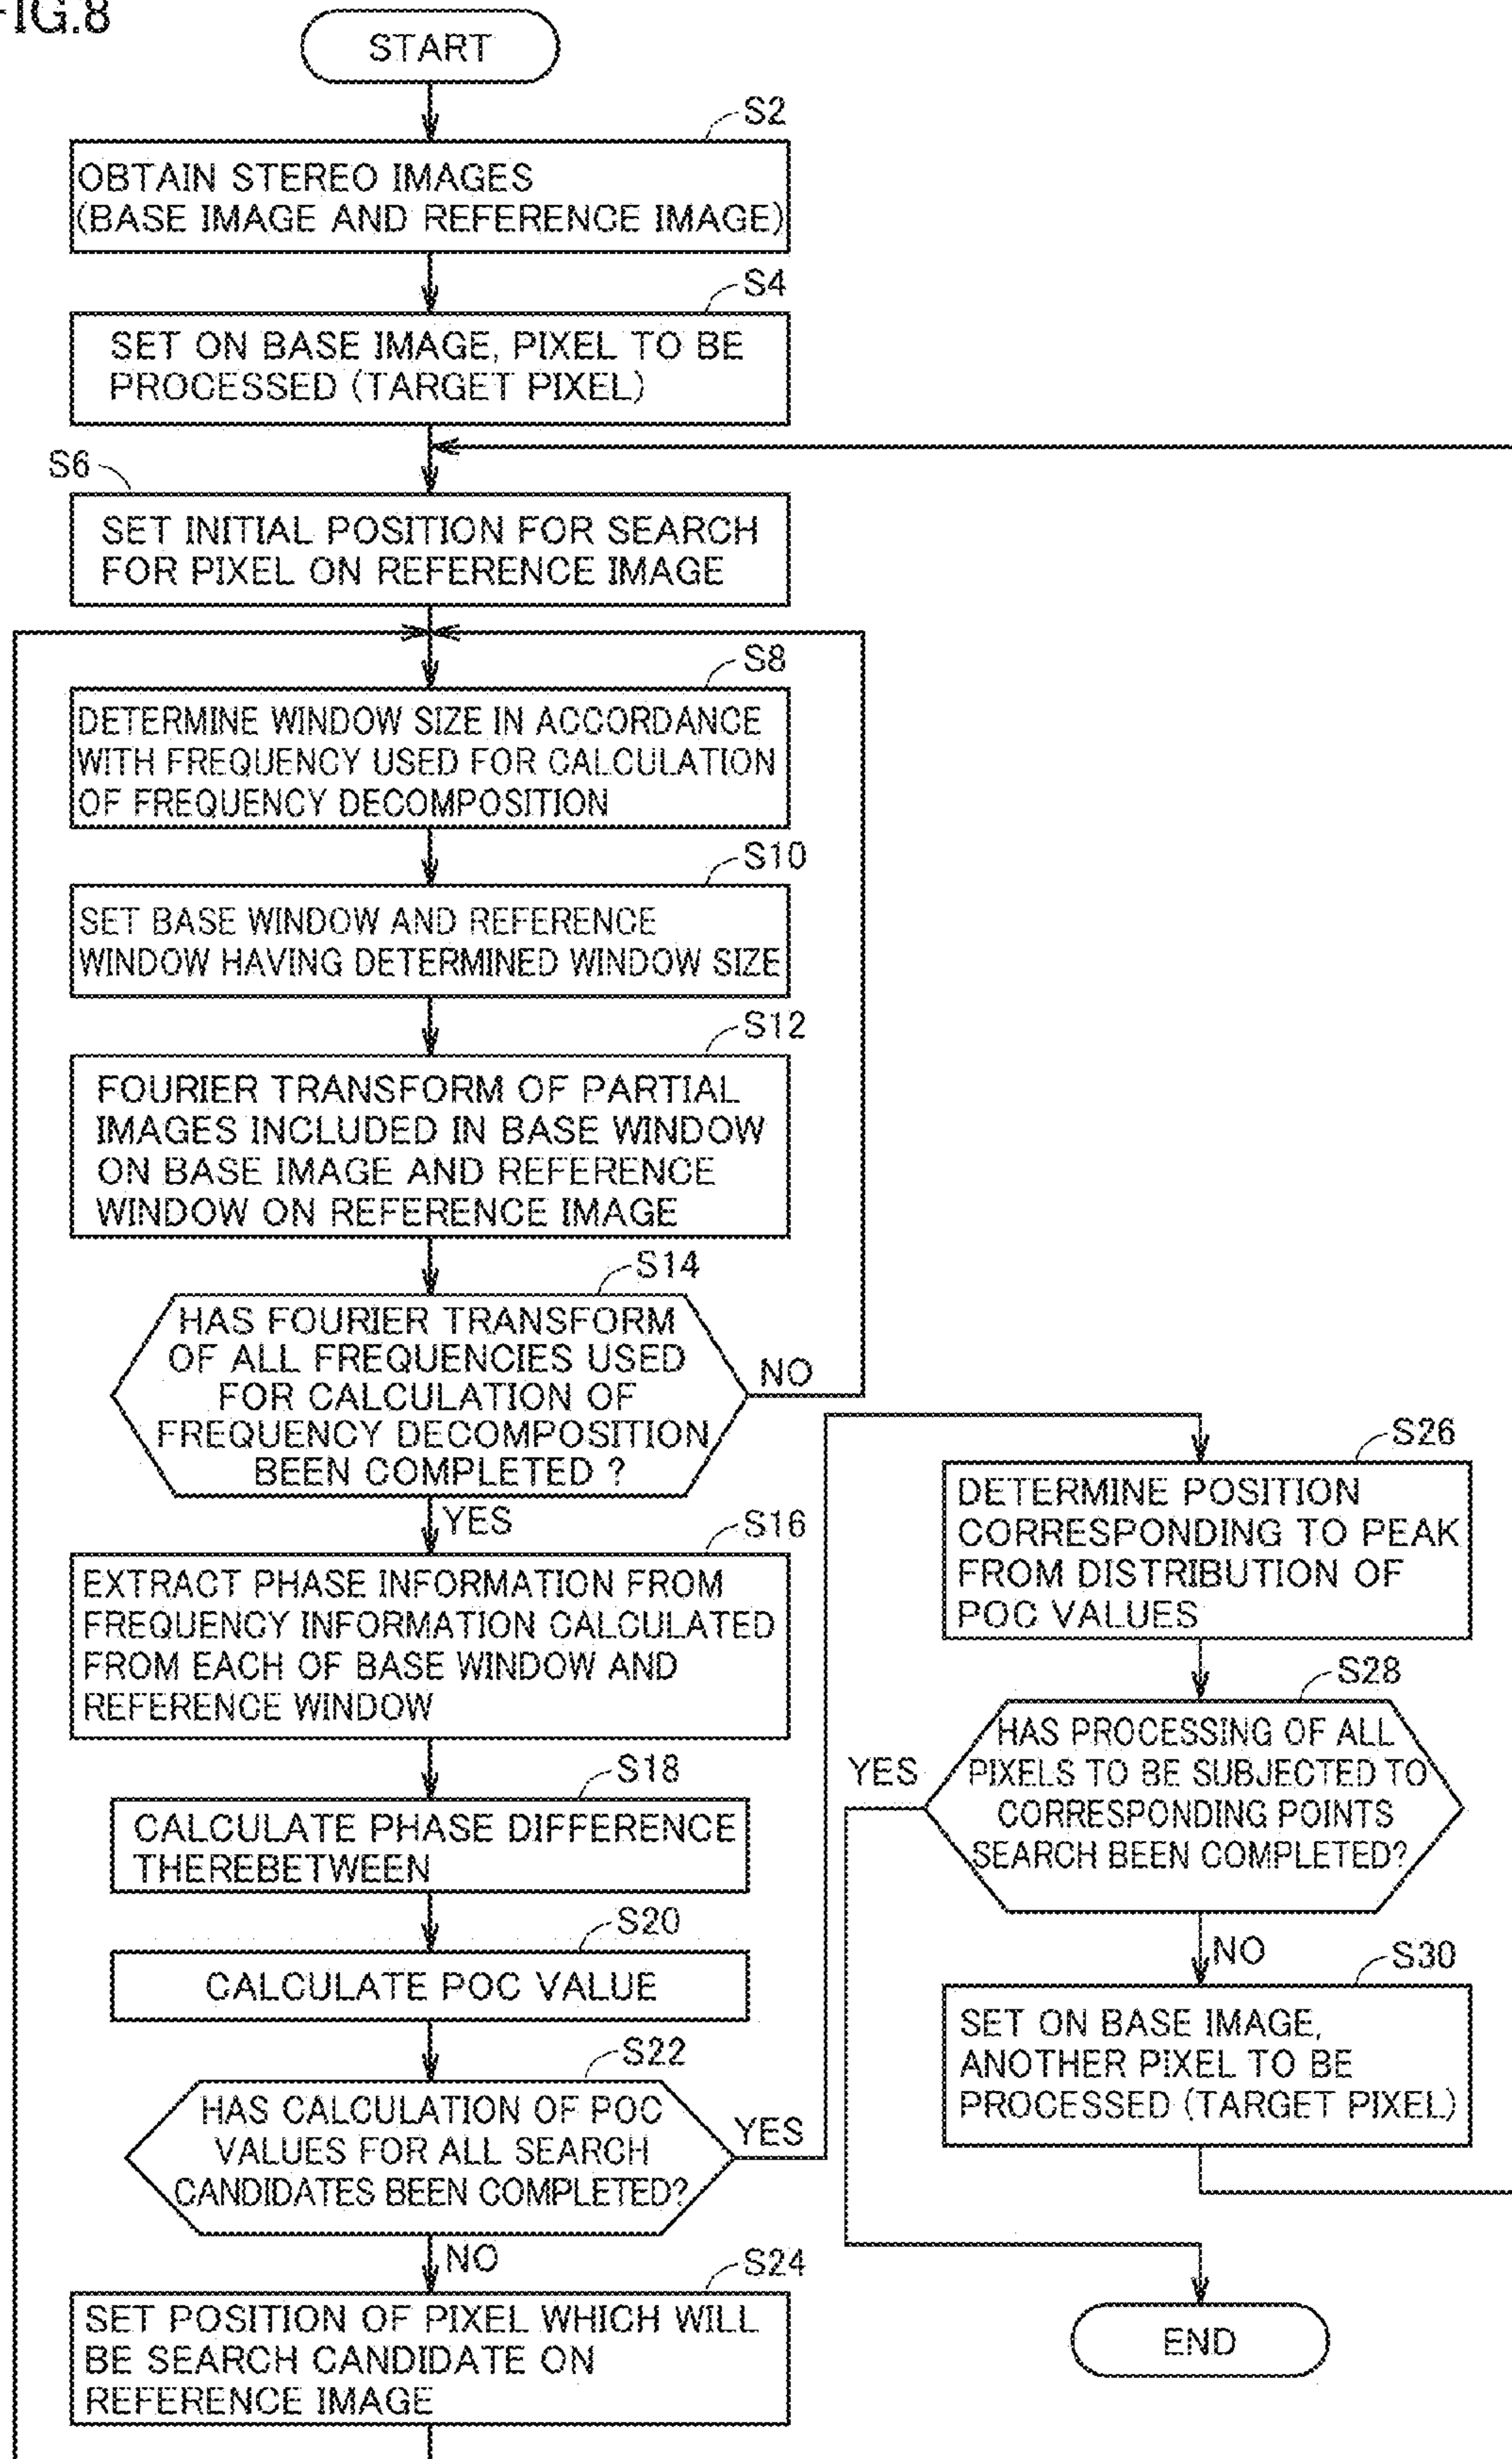 FIG.8
START
S2
OBTAIN STEREO IMAGES
(BASE IMAGE AND REFERENCE IMAGE)
S4
SET ON BASE IMAGE, PIXEL TO BE
PROCESSED (TARGET PIXEL)
S6
SET INITIAL POSITION FOR SEARCH
FOR PIXEL ON REFERENCE IMAGE
S8
DETERMINE WINDOW SIZE IN ACCORDANCE
WITH FREQUENCY USED FOR CALCULATION
OF FREQUENCY DECOMPOSITION
S10
SET BASE WINDOW AND REFERENCE
WINDOW HAVING DETERMINED WINDOW SIZE
S12
FOURIER TRANSFORM OF PARTIAL
IMAGES INCLUDED IN BASE WINDOW
ON BASE IMAGE AND REFERENCE
WINDOW ON REFERENCE IMAGE
S14
HAS FOURIER TRANSFORM
OF ALL FREQUENCIES USED
FOR CALCULATION OF
FREQUENCY DECOMPOSITION
BEEN COMPLETED ?
NO
YES
S16
EXTRACT PHASE INFORMATION FROM
FREQUENCY INFORMATION CALCULATED
FROM EACH OF BASE WINDOW AND
REFERENCE WINDOW
S18
CALCULATE PHASE DIFFERENCE
THEREBETWEEN
S20
CALCULATE POC VALUE
S22
HAS CALCULATION OF POC
VALUES FOR ALL SEARCH
CANDIDATES BEEN COMPLETED?
YES
NO
S24
SET POSITION OF PIXEL WHICH WILL
BE SEARCH CANDIDATE ON
REFERENCE IMAGE
S26
DETERMINE POSITION
CORRESPONDING TO PEAK
FROM DISTRIBUTION OF
POC VALUES
S28
HAS PROCESSING OF ALL
PIXELS TO BE SUBJECTED TO
CORRESPONDING POINTS
SEARCH BEEN COMPLETED?
YES
NO
S30
SET ON BASE IMAGE,
ANOTHER PIXEL TO BE
PROCESSED (TARGET PIXEL)
END